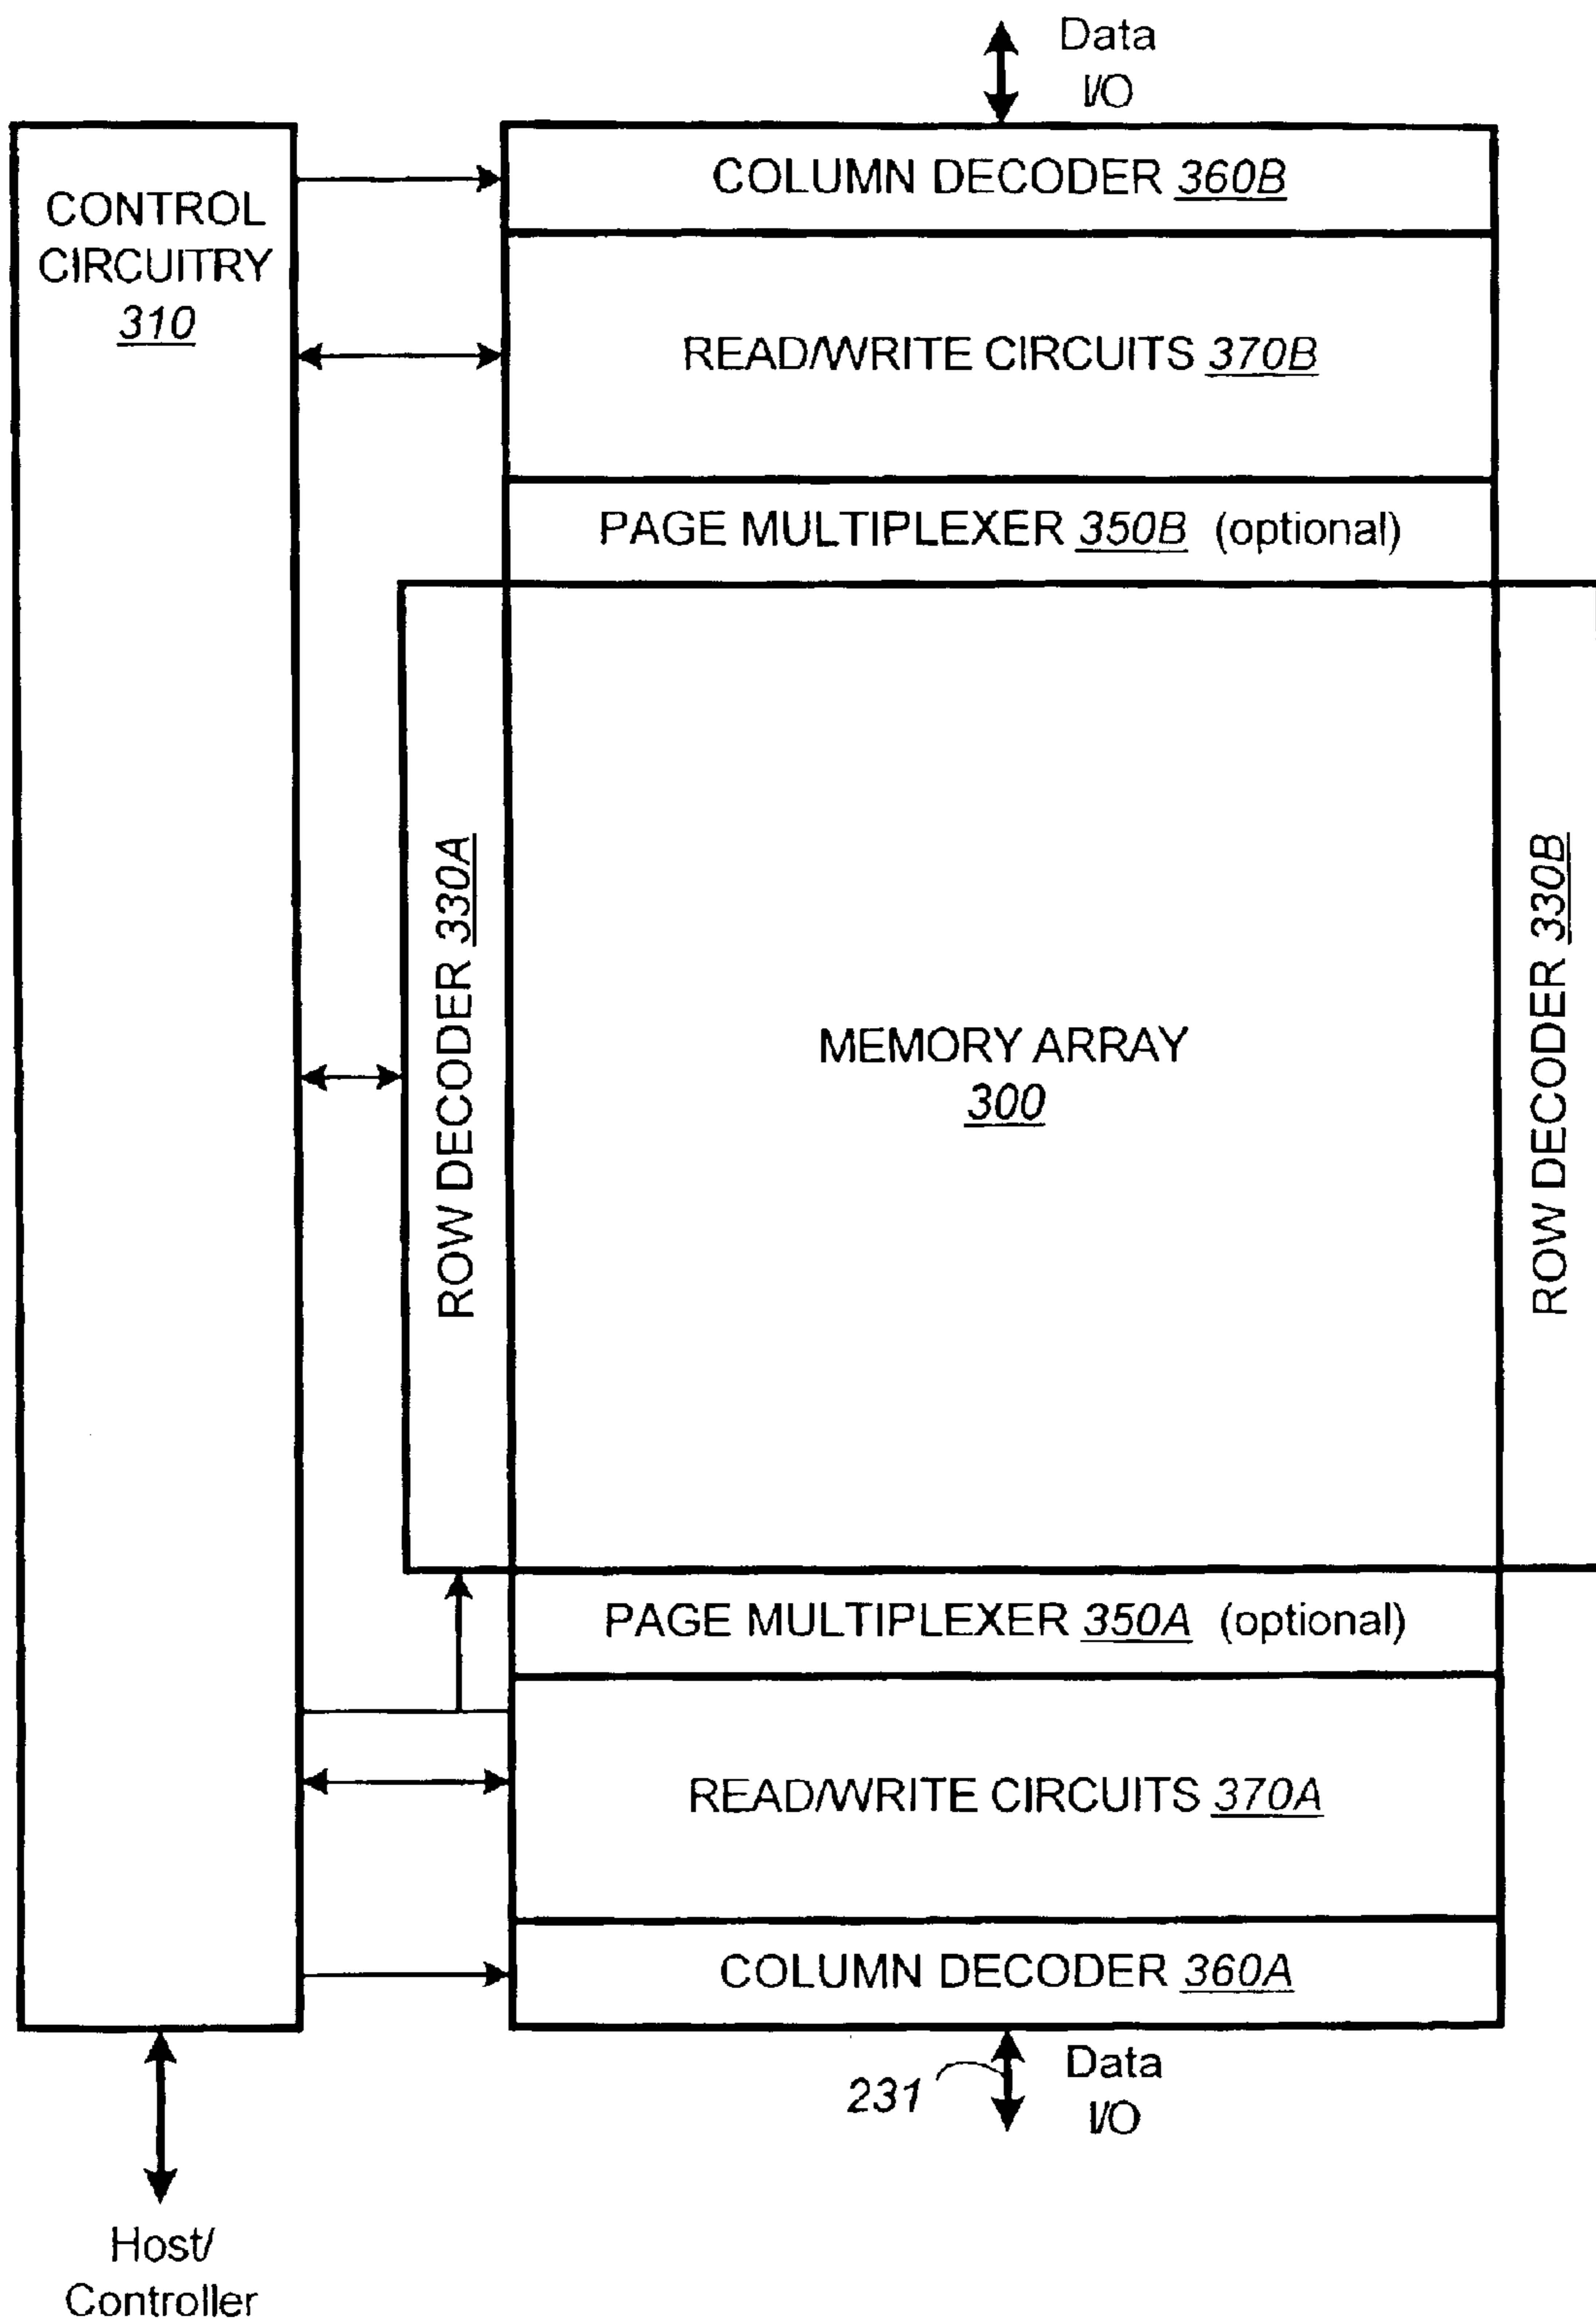 Data
I/O
COLUMN DECODER 360B
CONTROL
CIRCUITRY
310
READ/WRITE CIRCUITS 370B
PAGE MULTIPLEXER 350B (optional)
ROW DECODER 330A
MEMORY ARRAY
300
ROW DECODER 330B
PAGE MULTIPLEXER 350A (optional)
READ/WRITE CIRCUITS 370A
COLUMN DECODER 360A
231
Data
I/O
Host/
Controller